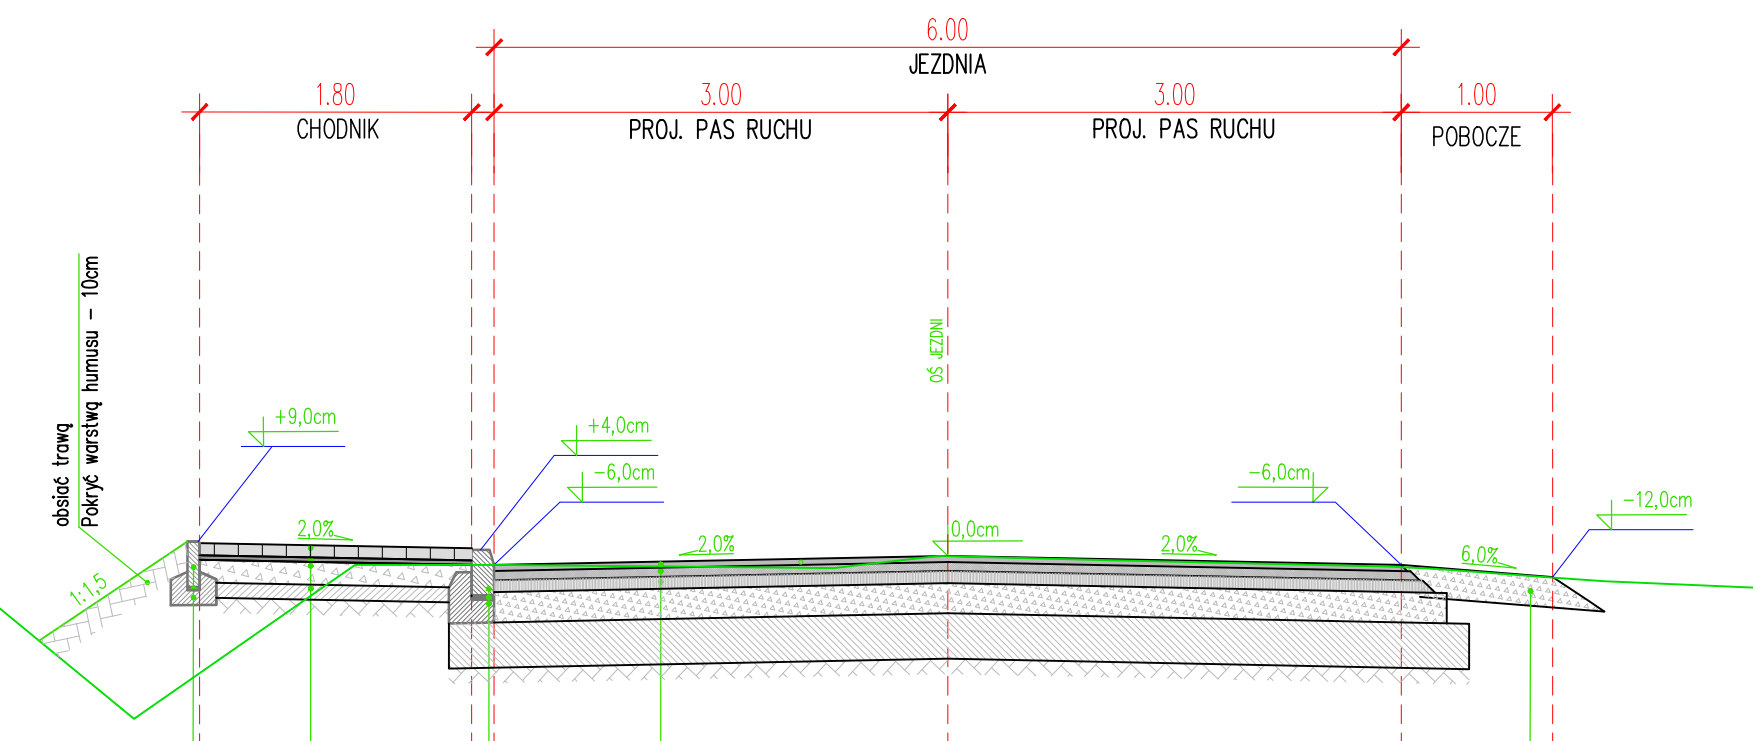 6.00
JEZDNIA
1.80
3.00
3.00
1.00
CHODNIK
PROJ. PAS RUCHU
PROJ. PAS RUCHU
POBOCZE
obsiać trawą
Pokryć warstwą humusu – 10cm
OŚ JEZDNI
+9,0cm
+4,0cm
-6,0cm
-6,0cm
-12,0cm
2,0%
2,0%
0,0cm
2,0%
6,0%
1:1,5